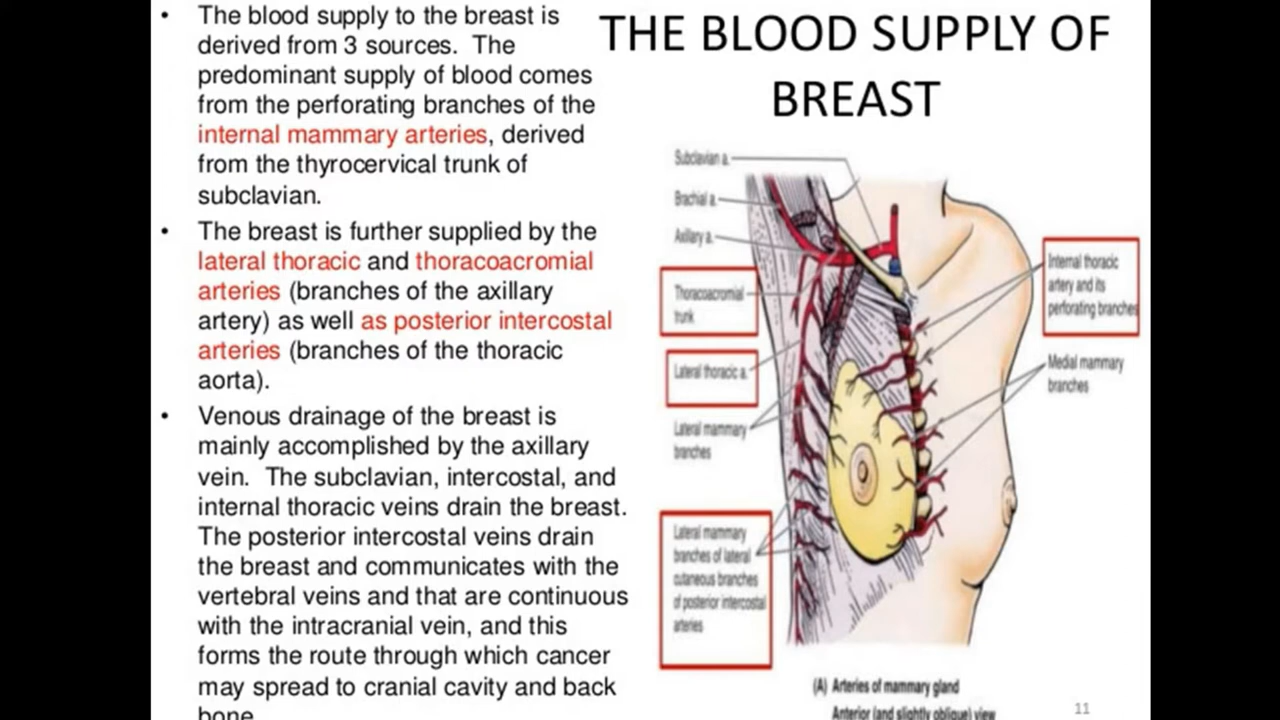 THE BLOOD SUPPLY OF
BREAST
• The blood supply to the breast is
derived from 3 sources. The
predominant supply of blood comes
from the perforating branches of the
internal mammary arteries, derived
from the thyrocervical trunk of
subclavian.
• The breast is further supplied by the
lateral thoracic and thoracoacromial
arteries (branches of the axillary
artery) as well as posterior intercostal
arteries (branches of the thoracic
aorta).
• Venous drainage of the breast is
mainly accomplished by the axillary
vein. The subclavian, intercostal, and
internal thoracic veins drain the breast.
The posterior intercostal veins drain
the breast and communicates with the
vertebral veins and that are continuous
with the intracranial vein, and this
forms the route through which cancer
may spread to cranial cavity and back
bone
Subclavian a.
Brachial a.
Axillary a.
Thoracoacromial
trunk
Lateral thoracic a.
Lateral mammary
branches
Lateral mammary
branches of lateral
cutaneous branches
of posterior intercostal
arteries
Internal thoracic
artery and its
perforating branches
Medial mammary
branches
(A) Arteries of mammary gland
Anterior (and slightly oblique) view
11